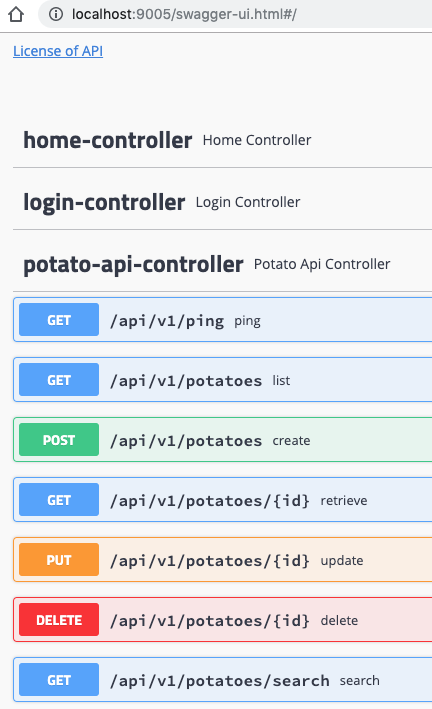 localhost:9005/swagger-ui.html#/
License of API
home-controller Home Controller
login-controller Login Controller
potato-api-controller Potato Api Controller
GET /api/v1/ping ping
GET /api/v1/potatoes list
POST /api/v1/potatoes create
GET /api/v1/potatoes/{id} retrieve
PUT /api/v1/potatoes/{id} update
DELETE /api/v1/potatoes/{id} delete
GET /api/v1/potatoes/search search